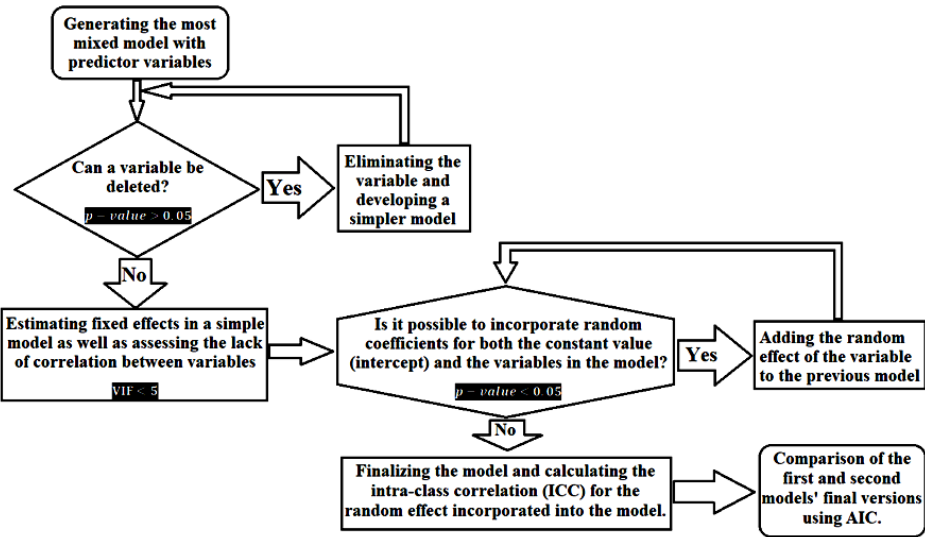 Generating the most
mixed model with
predictor variables
Can a variable be
deleted?
p − value > 0.05
Yes
Eliminating the
variable and
developing a
simpler model
No
Estimating fixed effects in a simple
model as well as assessing the lack
of correlation between variables
VIF < 5
Is it possible to incorporate random
coefficients for both the constant value
(intercept) and the variables in the model?
p − value < 0.05
Yes
Adding the random
effect of the variable
to the previous model
No
Finalizing the model and calculating the
intra-class correlation (ICC) for the
random effect incorporated into the model.
Comparison of the
first and second
models' final versions
using AIC.